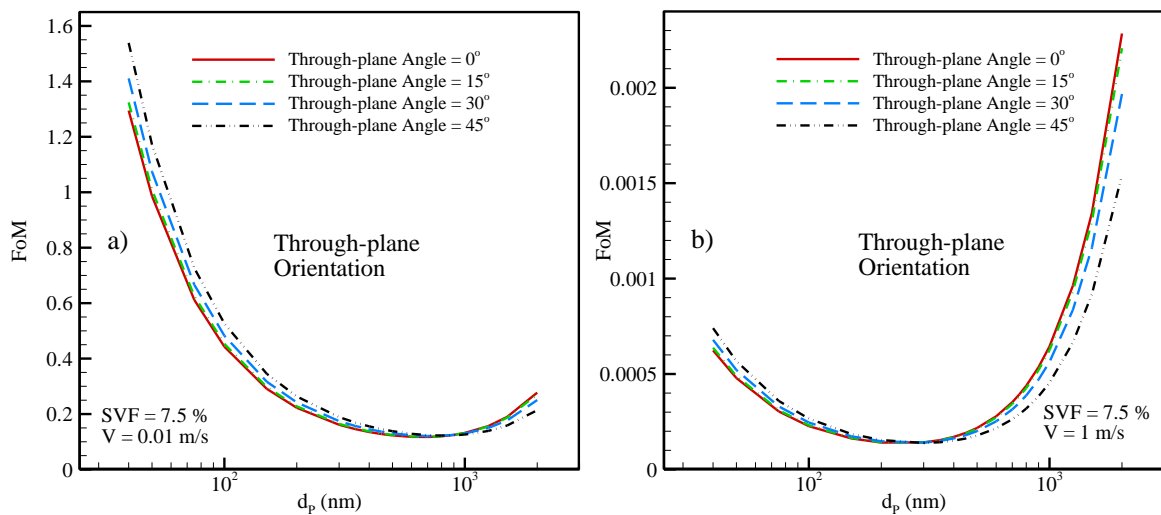 1.6
1.4
1.2
1
0.8
0.6
0.4
0.2
0
FoM
Through-plane Angle = 0°
Through-plane Angle = 15°
Through-plane Angle = 30°
Through-plane Angle = 45°
a)
Through-plane
Orientation
SVF = 7.5 %
V = 0.01 m/s
10²
10³
dₚ (nm)
0.002
0.0015
0.001
0.0005
0
FoM
Through-plane Angle = 0°
Through-plane Angle = 15°
Through-plane Angle = 30°
Through-plane Angle = 45°
b)
Through-plane
Orientation
SVF = 7.5 %
V = 1 m/s
10²
10³
dₚ (nm)